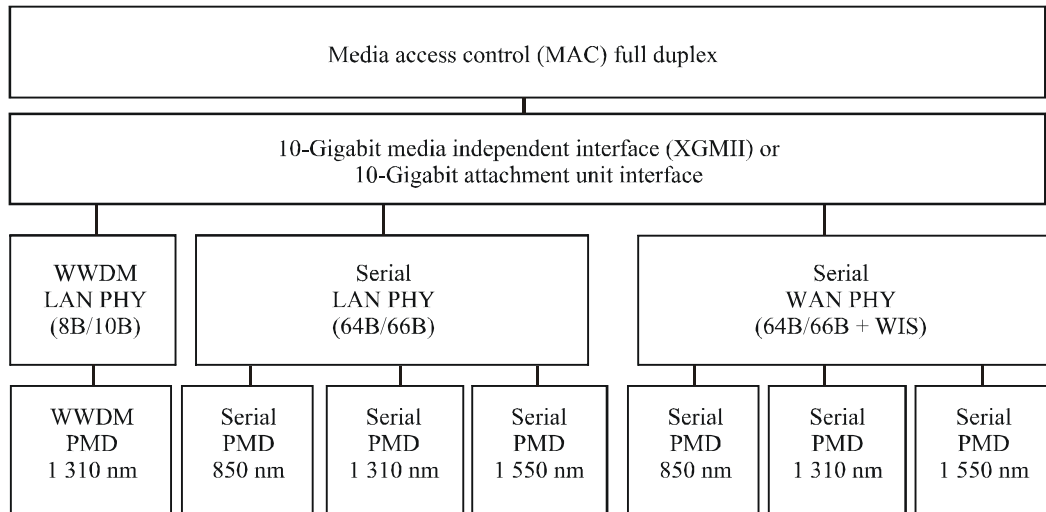 Media access control (MAC) full duplex
10-Gigabit media independent interface (XGMII) or
10-Gigabit attachment unit interface
WWDM
LAN PHY
(8B/10B)
Serial
LAN PHY
(64B/66B)
Serial
WAN PHY
(64B/66B + WIS)
WWDM
PMD
1 310 nm
Serial
PMD
850 nm
Serial
PMD
1 310 nm
Serial
PMD
1 550 nm
Serial
PMD
850 nm
Serial
PMD
1 310 nm
Serial
PMD
1 550 nm